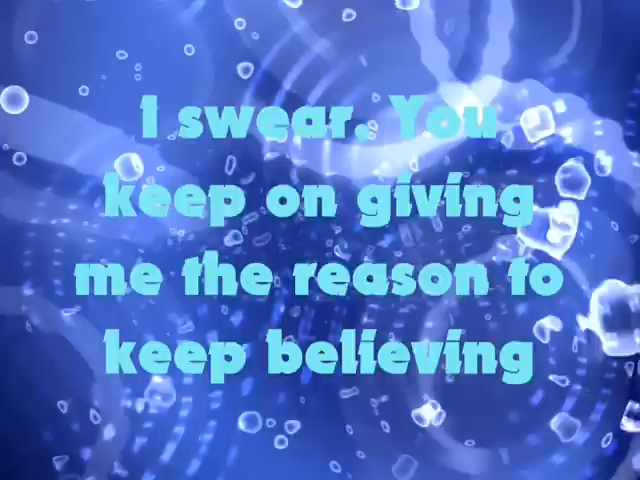 I swear. You
keep on giving
me the reason to
keep believing